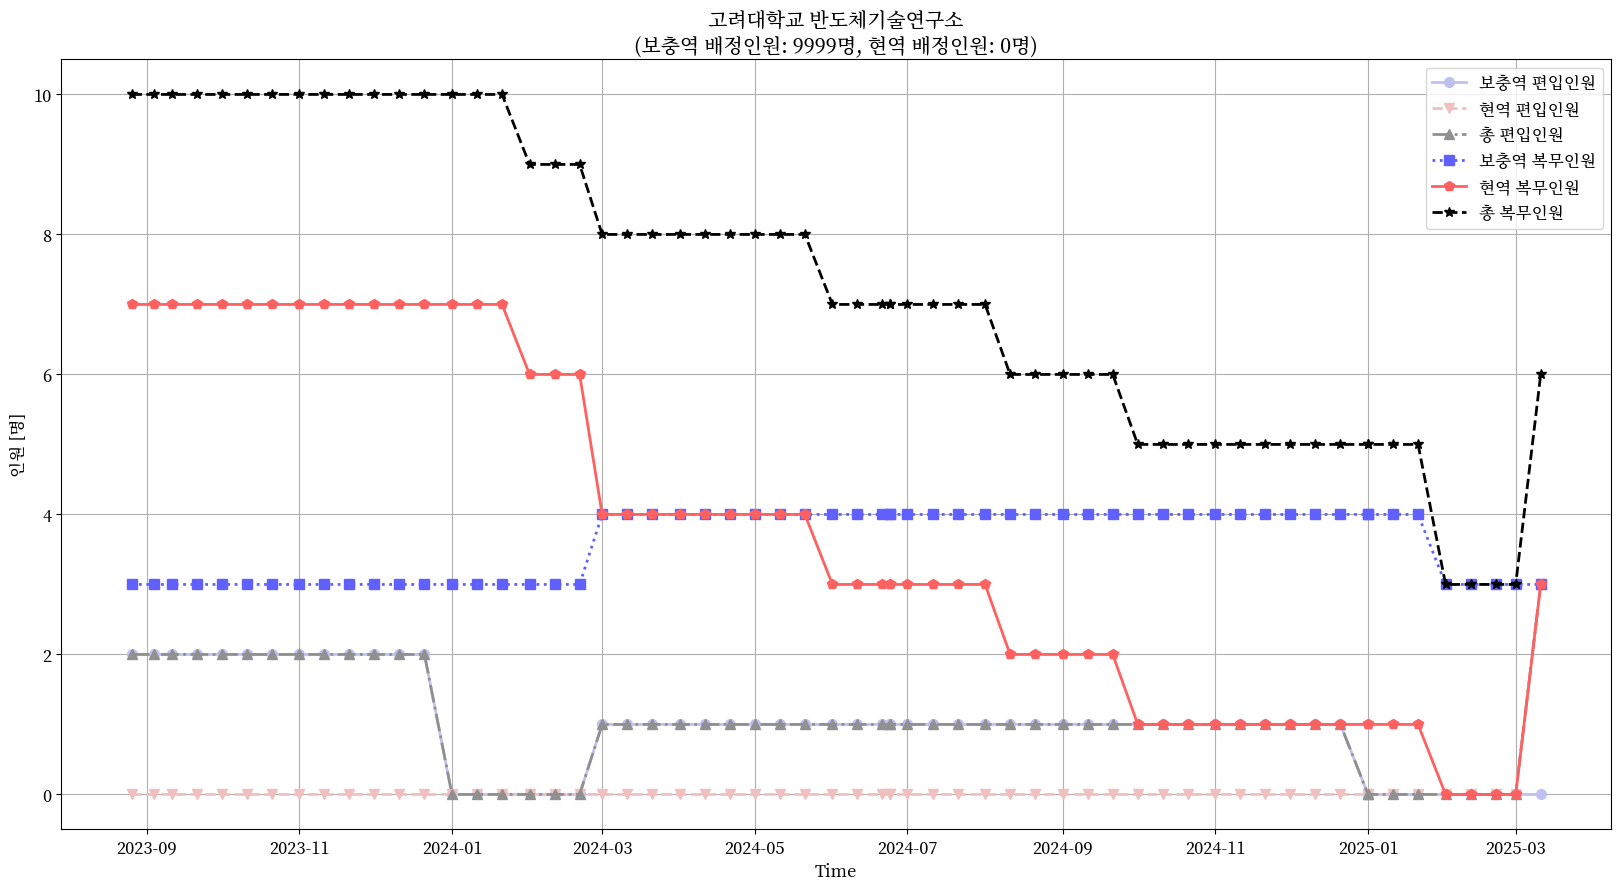 고려대학교 반도체기술연구소
(보충역 배정인원: 9999명, 현역 배정인원: 0명)
보충역 편입인원
현역 편입인원
총 편입인원
보충역 복무인원
현역 복무인원
총 복무인원
인원 [명]
10
8
6
4
2
0
2023-09
2023-11
2024-01
2024-03
2024-05
2024-07
2024-09
2024-11
2025-01
2025-03
Time